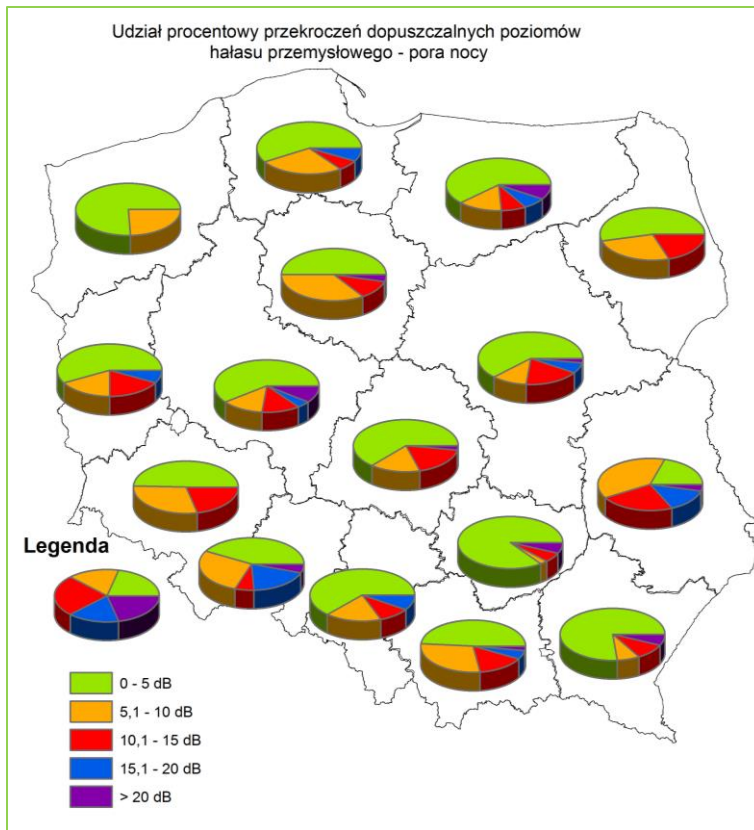 Udział procentowy przekroczeń dopuszczalnych poziomów
hałasu przemysłowego - pora nocy
Legenda
0 - 5 dB
5,1 - 10 dB
10,1 - 15 dB
15,1 - 20 dB
> 20 dB